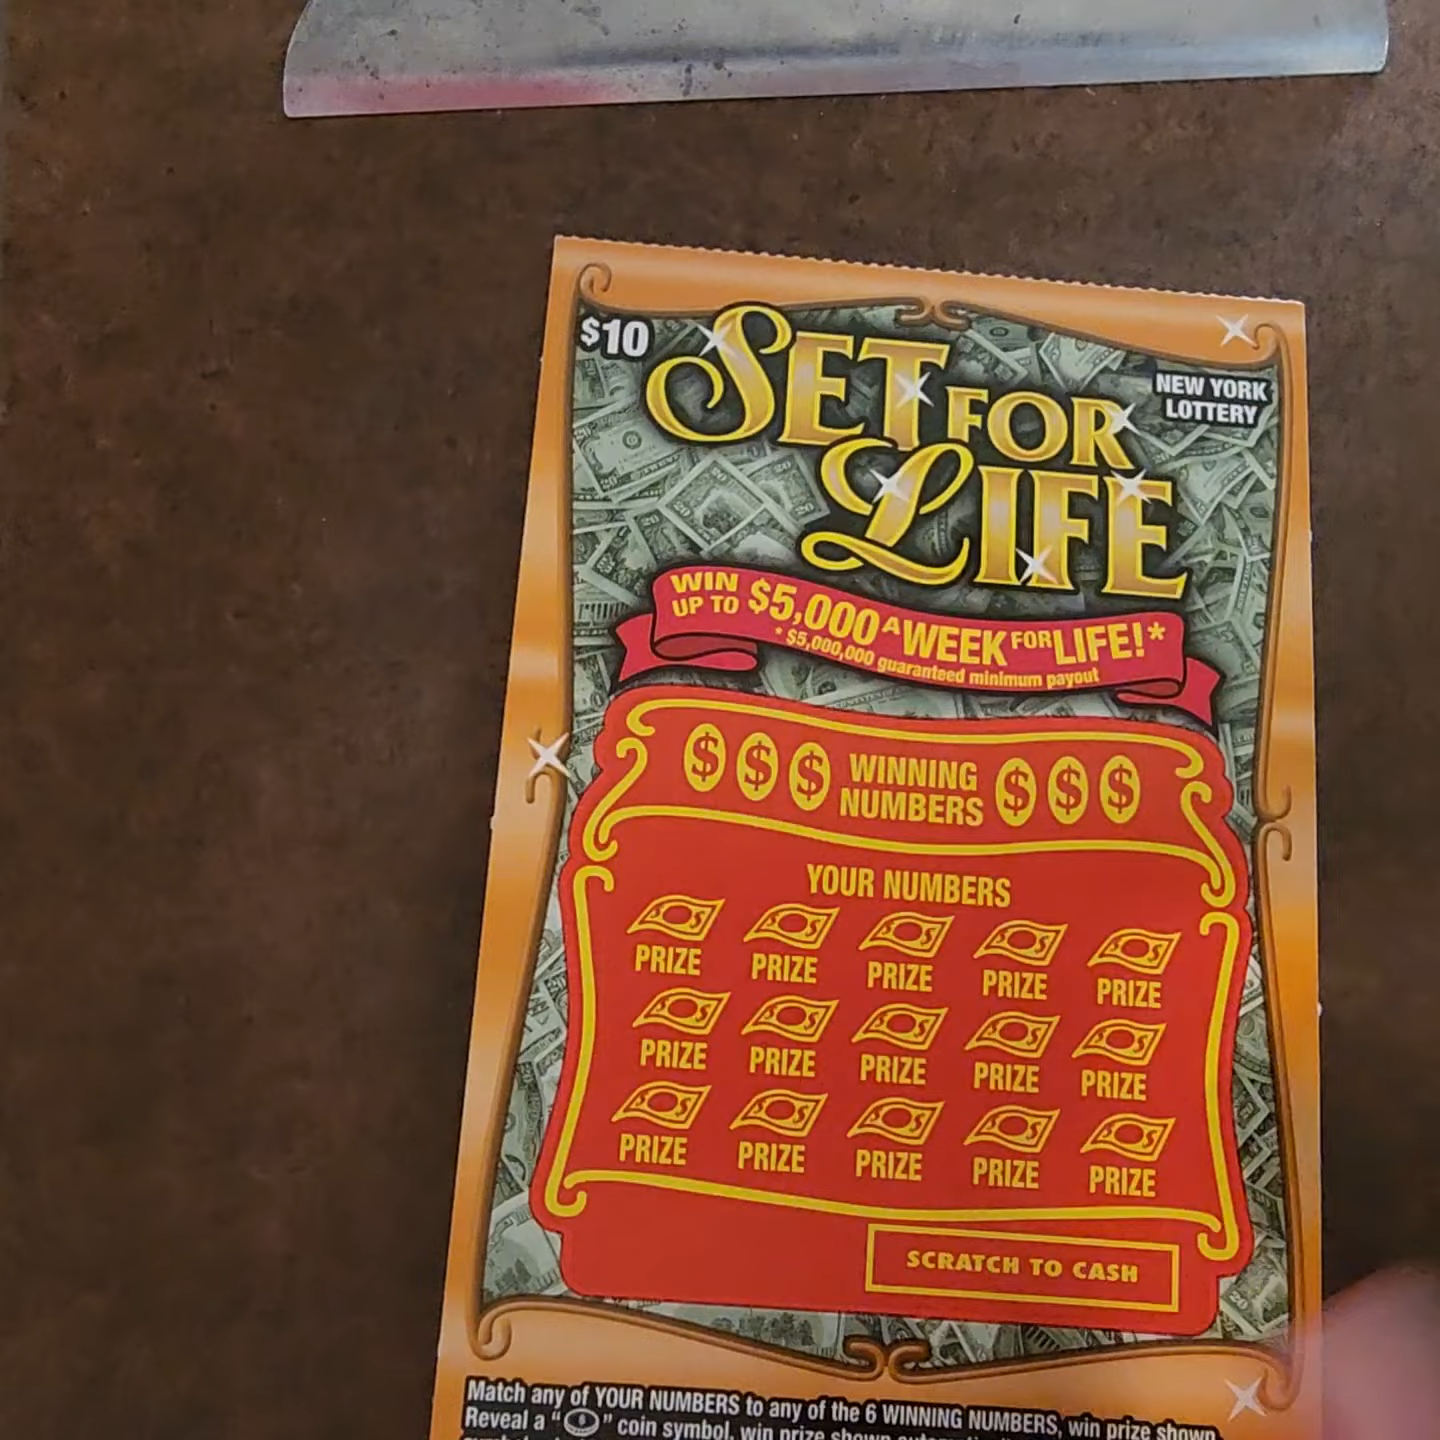 $10
SET FOR
LIFE
NEW YORK
LOTTERY
WIN UP TO $5,000 A WEEK FOR LIFE!*
* $5,000,000 guaranteed minimum payout
$ $ $ WINNING NUMBERS $ $ $
YOUR NUMBERS
PRIZE PRIZE PRIZE PRIZE PRIZE
PRIZE PRIZE PRIZE PRIZE PRIZE
PRIZE PRIZE PRIZE PRIZE PRIZE
SCRATCH TO CASH
Match any of YOUR NUMBERS to any of the 6 WINNING NUMBERS, win prize shown.
Reveal a " " coin symbol, win prize shown